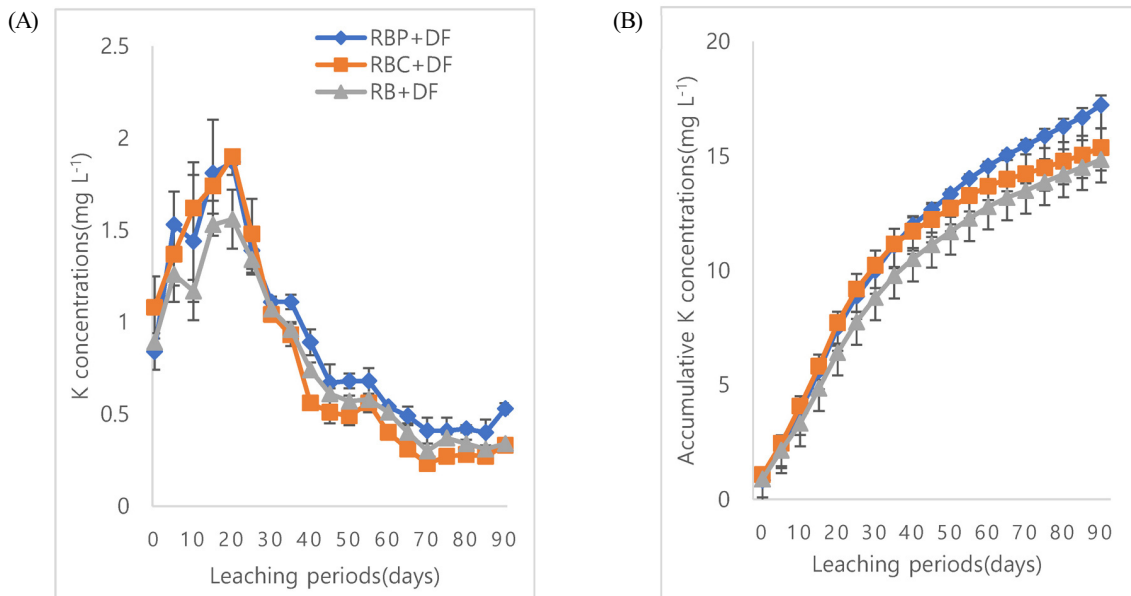 (A)
2.5
2
1.5
1
0.5
0
K concentrations(mg L⁻¹)
RBP+DF
RBC+DF
RB+DF
0 10 20 30 40 50 60 70 80 90
Leaching periods(days)
(B)
20
15
10
5
0
Accumulative K concentrations(mg L⁻¹)
0 10 20 30 40 50 60 70 80 90
Leaching periods(days)